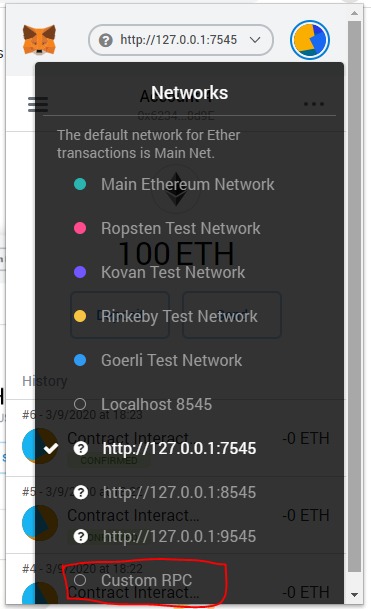 http://127.0.0.1:7545
Networks
The default network for Ether
transactions is Main Net.
Main Ethereum Network
Ropsten Test Network
100 ETH
Kovan Test Network
Rinkeby Test Network
Goerli Test Network
History
Localhost 8545
#6 - 3/9/2020 at 18:23
Contract Interact...
-0 ETH
http://127.0.0.1:7545
CONFIRMED
#5 - 3/9/2020 at
http://127.0.0.1:8545
Contract Interact...
-0 ETH
http://127.0.0.1:9545
#4 - 3/9/2020 at 18:22
Custom RPC
Contract Interact...
-0 ETH